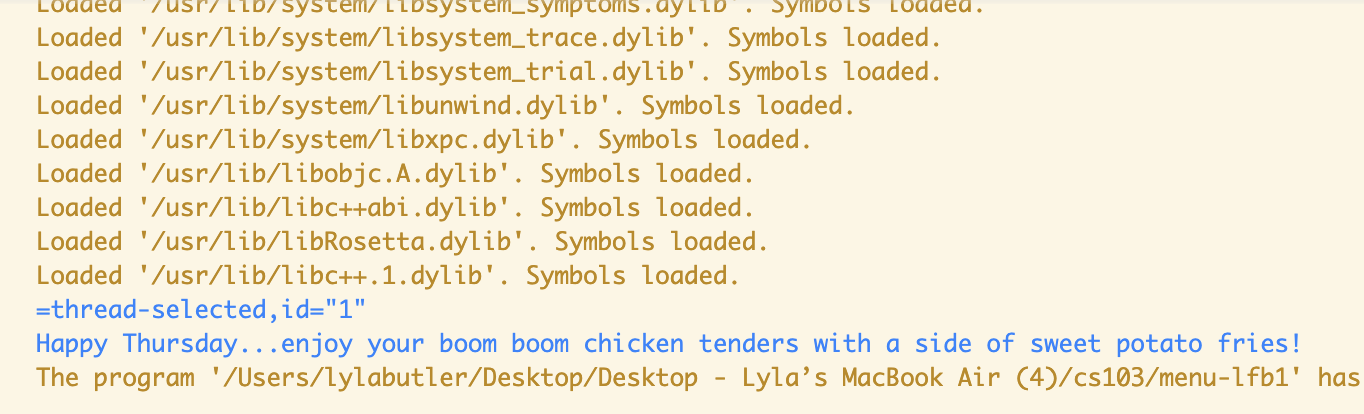 Loaded '/usr/lib/system/libsystem_symptoms.dylib'. Symbols loaded.
Loaded '/usr/lib/system/libsystem_trace.dylib'. Symbols loaded.
Loaded '/usr/lib/system/libsystem_trial.dylib'. Symbols loaded.
Loaded '/usr/lib/system/libunwind.dylib'. Symbols loaded.
Loaded '/usr/lib/system/libxpc.dylib'. Symbols loaded.
Loaded '/usr/lib/libobjc.A.dylib'. Symbols loaded.
Loaded '/usr/lib/libc++abi.dylib'. Symbols loaded.
Loaded '/usr/lib/libRosetta.dylib'. Symbols loaded.
Loaded '/usr/lib/libc++.1.dylib'. Symbols loaded.
=thread-selected,id="1"
Happy Thursday...enjoy your boom boom chicken tenders with a side of sweet potato fries!
The program '/Users/lylabutler/Desktop/Desktop - Lyla’s MacBook Air (4)/cs103/menu-lfb1' has